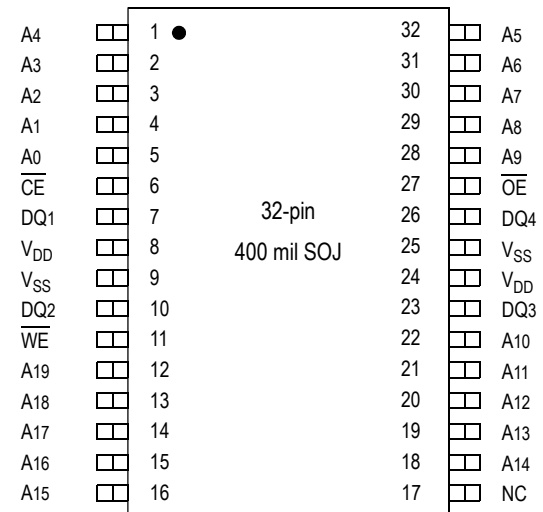 A4 1 32 A5
A3 2 31 A6
A2 3 30 A7
A1 4 29 A8
A0 5 28 A9
C̅E̅ 6 27 O̅E̅
DQ1 7 32-pin 26 DQ4
VDD 8 400 mil SOJ 25 VSS
VSS 9 24 VDD
DQ2 10 23 DQ3
W̅E̅ 11 22 A10
A19 12 21 A11
A18 13 20 A12
A17 14 19 A13
A16 15 18 A14
A15 16 17 NC